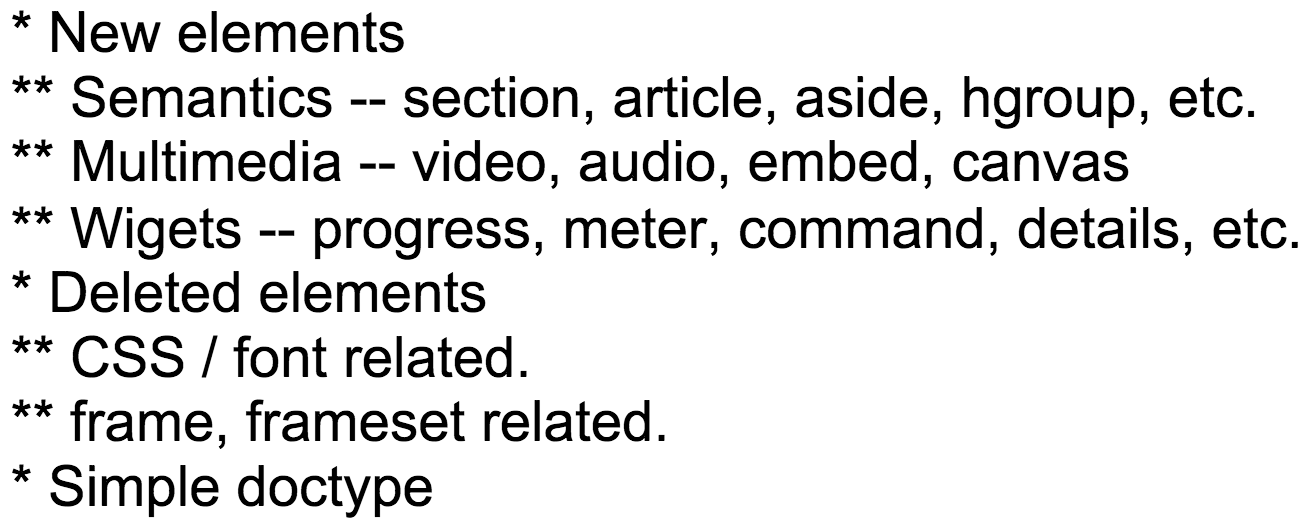 * New elements
** Semantics -- section, article, aside, hgroup, etc.
** Multimedia -- video, audio, embed, canvas
** Wigets -- progress, meter, command, details, etc.
* Deleted elements
** CSS / font related.
** frame, frameset related.
* Simple doctype